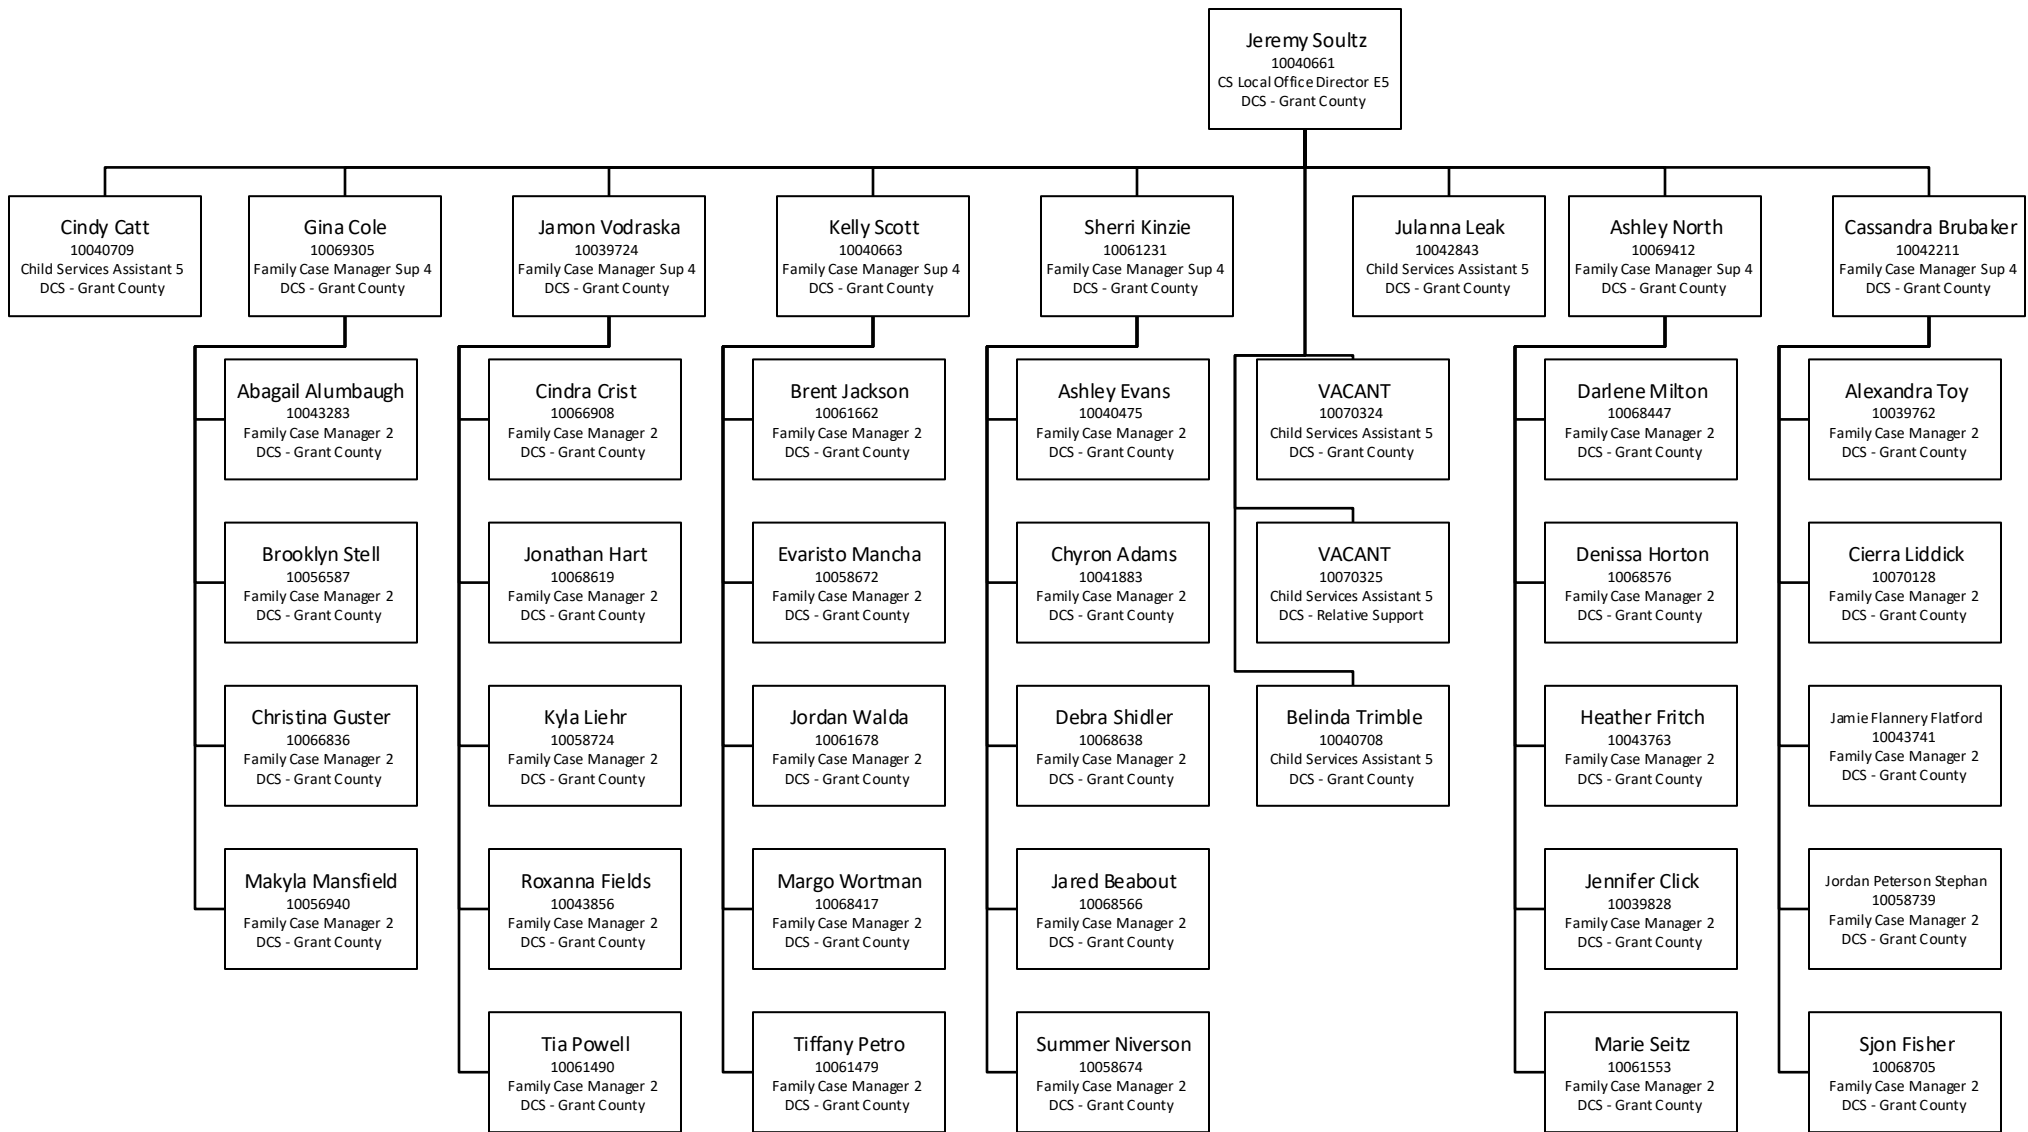 Jeremy Soultz
10040661
CS Local Office Director E5
DCS - Grant County
Cindy Catt
10040709
Child Services Assistant 5
DCS - Grant County
Gina Cole
10069305
Family Case Manager Sup 4
DCS - Grant County
Jamon Vodraska
10039724
Family Case Manager Sup 4
DCS - Grant County
Kelly Scott
10040663
Family Case Manager Sup 4
DCS - Grant County
Sherri Kinzie
10061231
Family Case Manager Sup 4
DCS - Grant County
Julanna Leak
10042843
Child Services Assistant 5
DCS - Grant County
Ashley North
10069412
Family Case Manager Sup 4
DCS - Grant County
Cassandra Brubaker
10042211
Family Case Manager Sup 4
DCS - Grant County
Abagail Alumbaugh
10043283
Family Case Manager 2
DCS - Grant County
Cindra Crist
10066908
Family Case Manager 2
DCS - Grant County
Brent Jackson
10061662
Family Case Manager 2
DCS - Grant County
Ashley Evans
10040475
Family Case Manager 2
DCS - Grant County
VACANT
10070324
Child Services Assistant 5
DCS - Grant County
Darlene Milton
10068447
Family Case Manager 2
DCS - Grant County
Alexandra Toy
10039762
Family Case Manager 2
DCS - Grant County
Brooklyn Stell
10056587
Family Case Manager 2
DCS - Grant County
Jonathan Hart
10068619
Family Case Manager 2
DCS - Grant County
Evaristo Mancha
10058672
Family Case Manager 2
DCS - Grant County
Chyron Adams
10041883
Family Case Manager 2
DCS - Grant County
VACANT
10070325
Child Services Assistant 5
DCS - Relative Support
Denissa Horton
10068576
Family Case Manager 2
DCS - Grant County
Cierra Liddick
10070128
Family Case Manager 2
DCS - Grant County
Christina Guster
10066836
Family Case Manager 2
DCS - Grant County
Kyla Liehr
10058724
Family Case Manager 2
DCS - Grant County
Jordan Walda
10061678
Family Case Manager 2
DCS - Grant County
Debra Shidler
10068638
Family Case Manager 2
DCS - Grant County
Belinda Trimble
10040708
Child Services Assistant 5
DCS - Grant County
Heather Fritch
10043763
Family Case Manager 2
DCS - Grant County
Jamie Flannery Flatford
10043741
Family Case Manager 2
DCS - Grant County
Makyla Mansfield
10056940
Family Case Manager 2
DCS - Grant County
Roxanna Fields
10043856
Family Case Manager 2
DCS - Grant County
Margo Wortman
10068417
Family Case Manager 2
DCS - Grant County
Jared Beabout
10068566
Family Case Manager 2
DCS - Grant County
Jennifer Click
10039828
Family Case Manager 2
DCS - Grant County
Jordan Peterson Stephan
10058739
Family Case Manager 2
DCS - Grant County
Tia Powell
10061490
Family Case Manager 2
DCS - Grant County
Tiffany Petro
10061479
Family Case Manager 2
DCS - Grant County
Summer Niverson
10058674
Family Case Manager 2
DCS - Grant County
Marie Seitz
10061553
Family Case Manager 2
DCS - Grant County
Sjon Fisher
10068705
Family Case Manager 2
DCS - Grant County